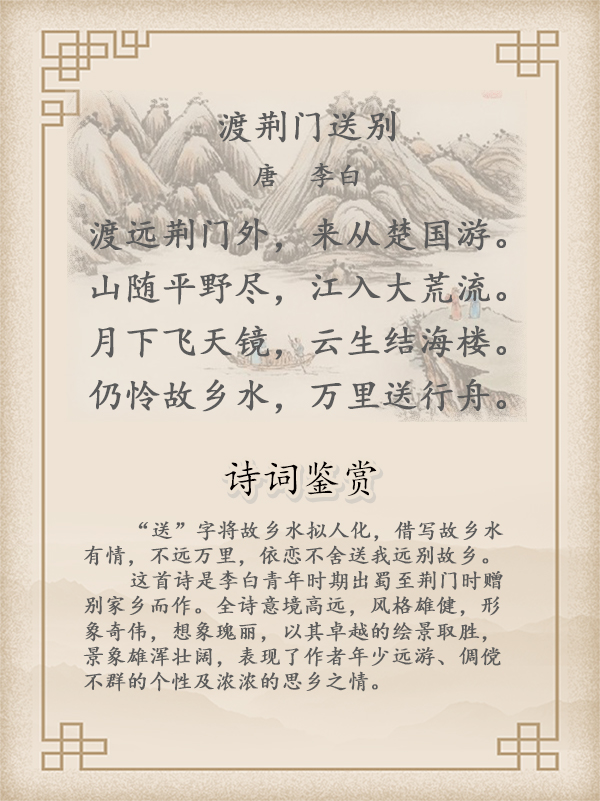 渡荆门送别
唐 李白
渡远荆门外，来从楚国游。
山随平野尽，江入大荒流。
月下飞天镜，云生结海楼。
仍怜故乡水，万里送行舟。
诗词鉴赏
“送”字将故乡水拟人化，借写故乡水
有情，不远万里，依恋不舍送我远别故乡。
这首诗是李白青年时期出蜀至荆门时赠
别家乡而作。全诗意境高远，风格雄健，形
象奇伟，想象瑰丽，以其卓越的绘景取胜，
景象雄浑壮阔，表现了作者年少远游、倜傥
不群的个性及浓浓的思乡之情。